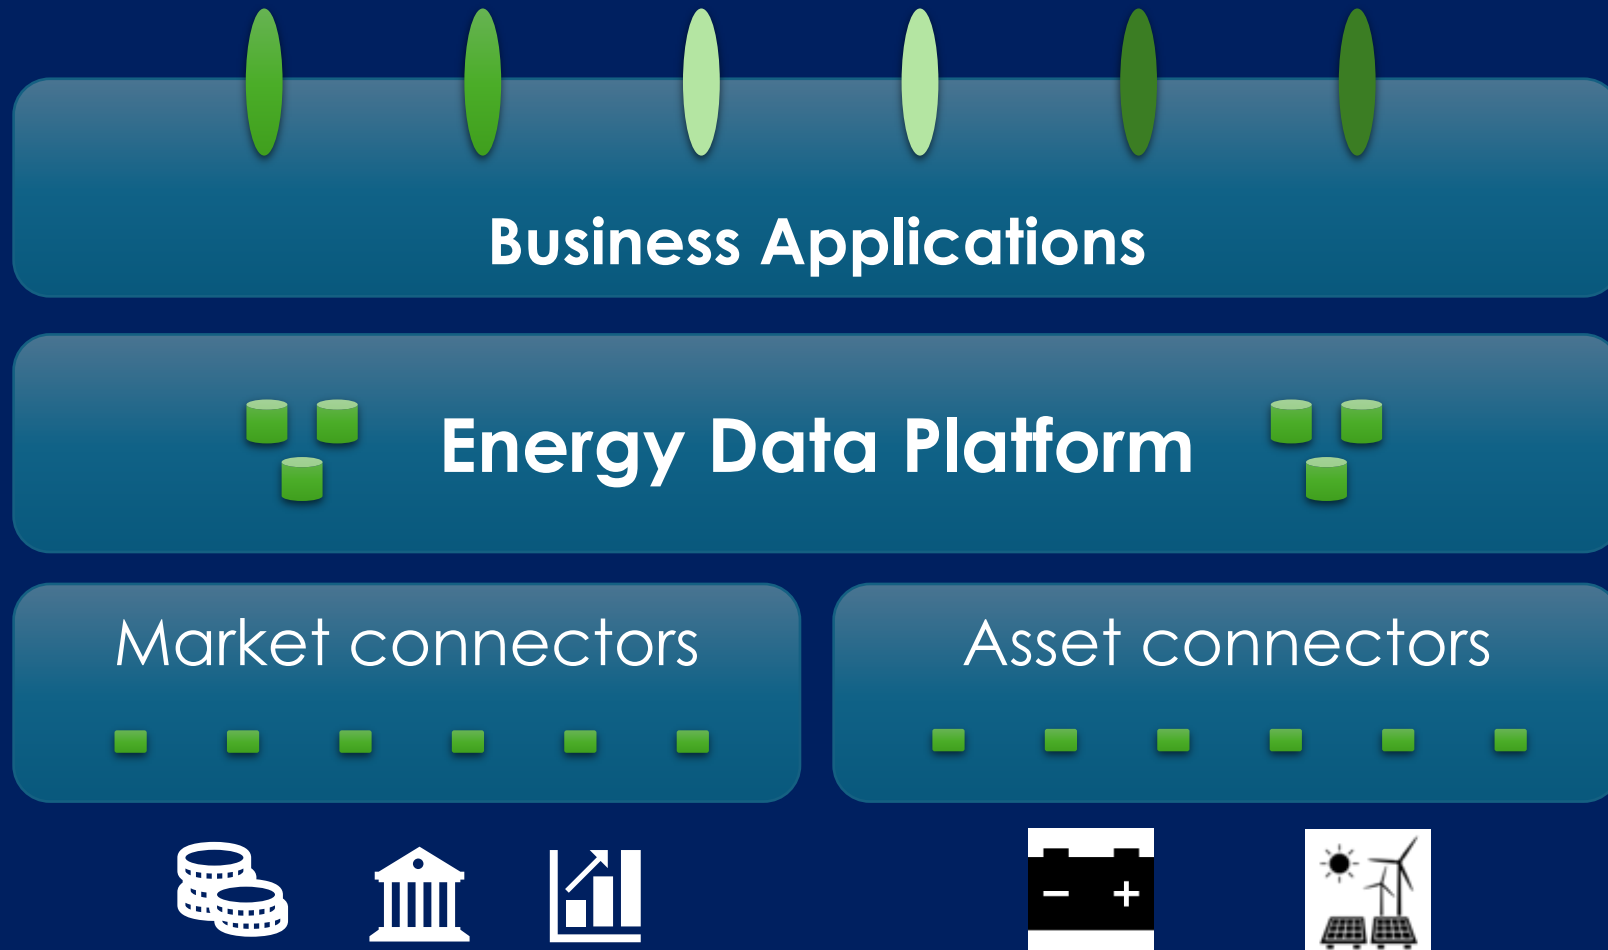 Business Applications
Energy Data Platform
Market connectors
Asset connectors